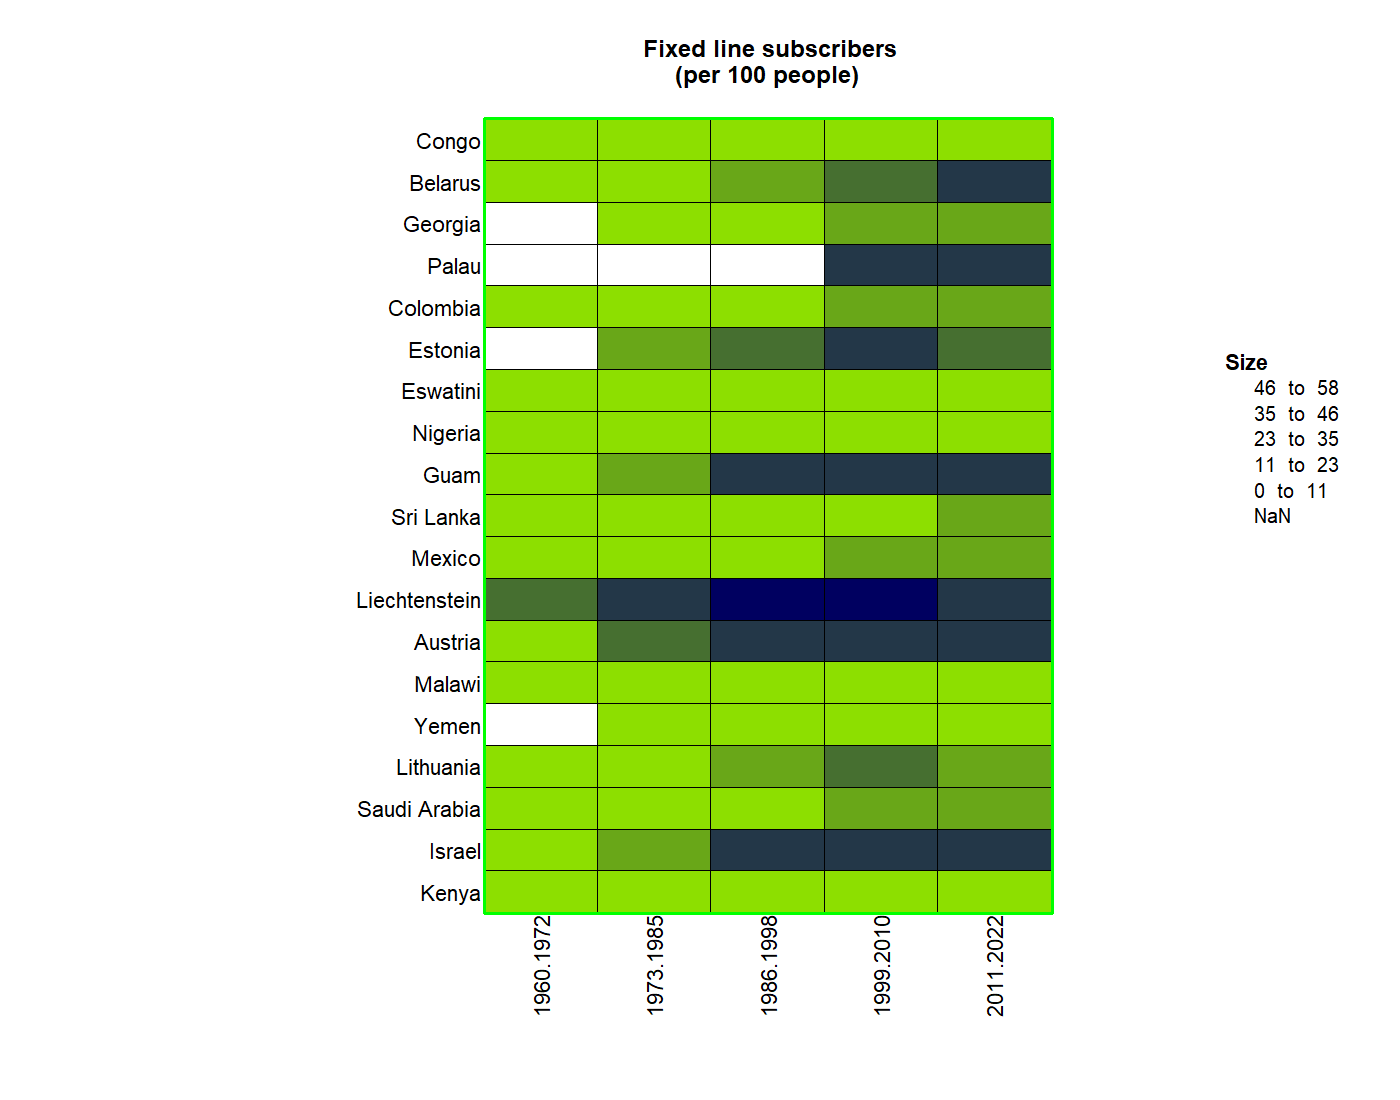 Fixed line subscribers
(per 100 people)
Congo
Belarus
Georgia
Palau
Colombia
Estonia
Eswatini
Nigeria
Guam
Sri Lanka
Mexico
Liechtenstein
Austria
Malawi
Yemen
Lithuania
Saudi Arabia
Israel
Kenya
1960.1972
1973.1985
1986.1998
1999.2010
2011.2022
Size
46 to 58
35 to 46
23 to 35
11 to 23
0 to 11
NaN